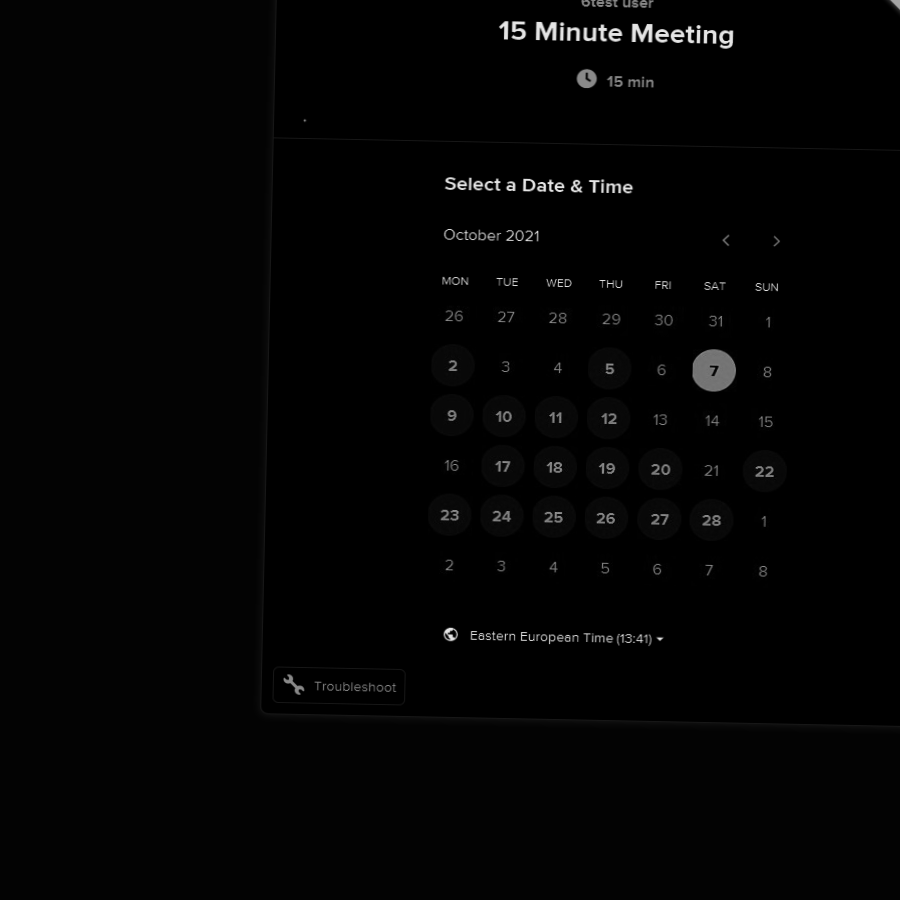 6test user
15 Minute Meeting
15 min
Select a Date & Time
October 2021
MON TUE WED THU FRI SAT SUN
26 27 28 29 30 31 1
2 3 4 5 6 7 8
9 10 11 12 13 14 15
16 17 18 19 20 21 22
23 24 25 26 27 28 1
2 3 4 5 6 7 8
Eastern European Time (13:41)
Troubleshoot